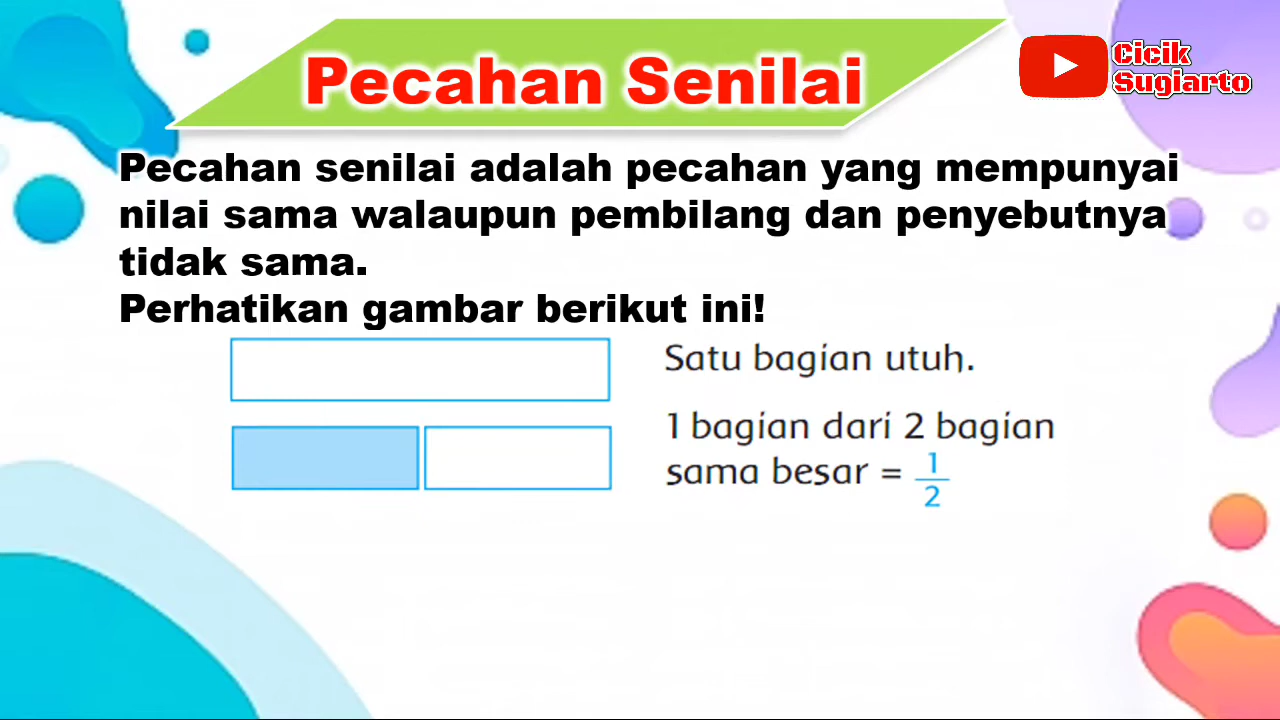 Pecahan Senilai
Cicik
Sugiarto
Pecahan senilai adalah pecahan yang mempunyai
nilai sama walaupun pembilang dan penyebutnya
tidak sama.
Perhatikan gambar berikut ini!
Satu bagian utuh.
1 bagian dari 2 bagian
sama besar = 1/2